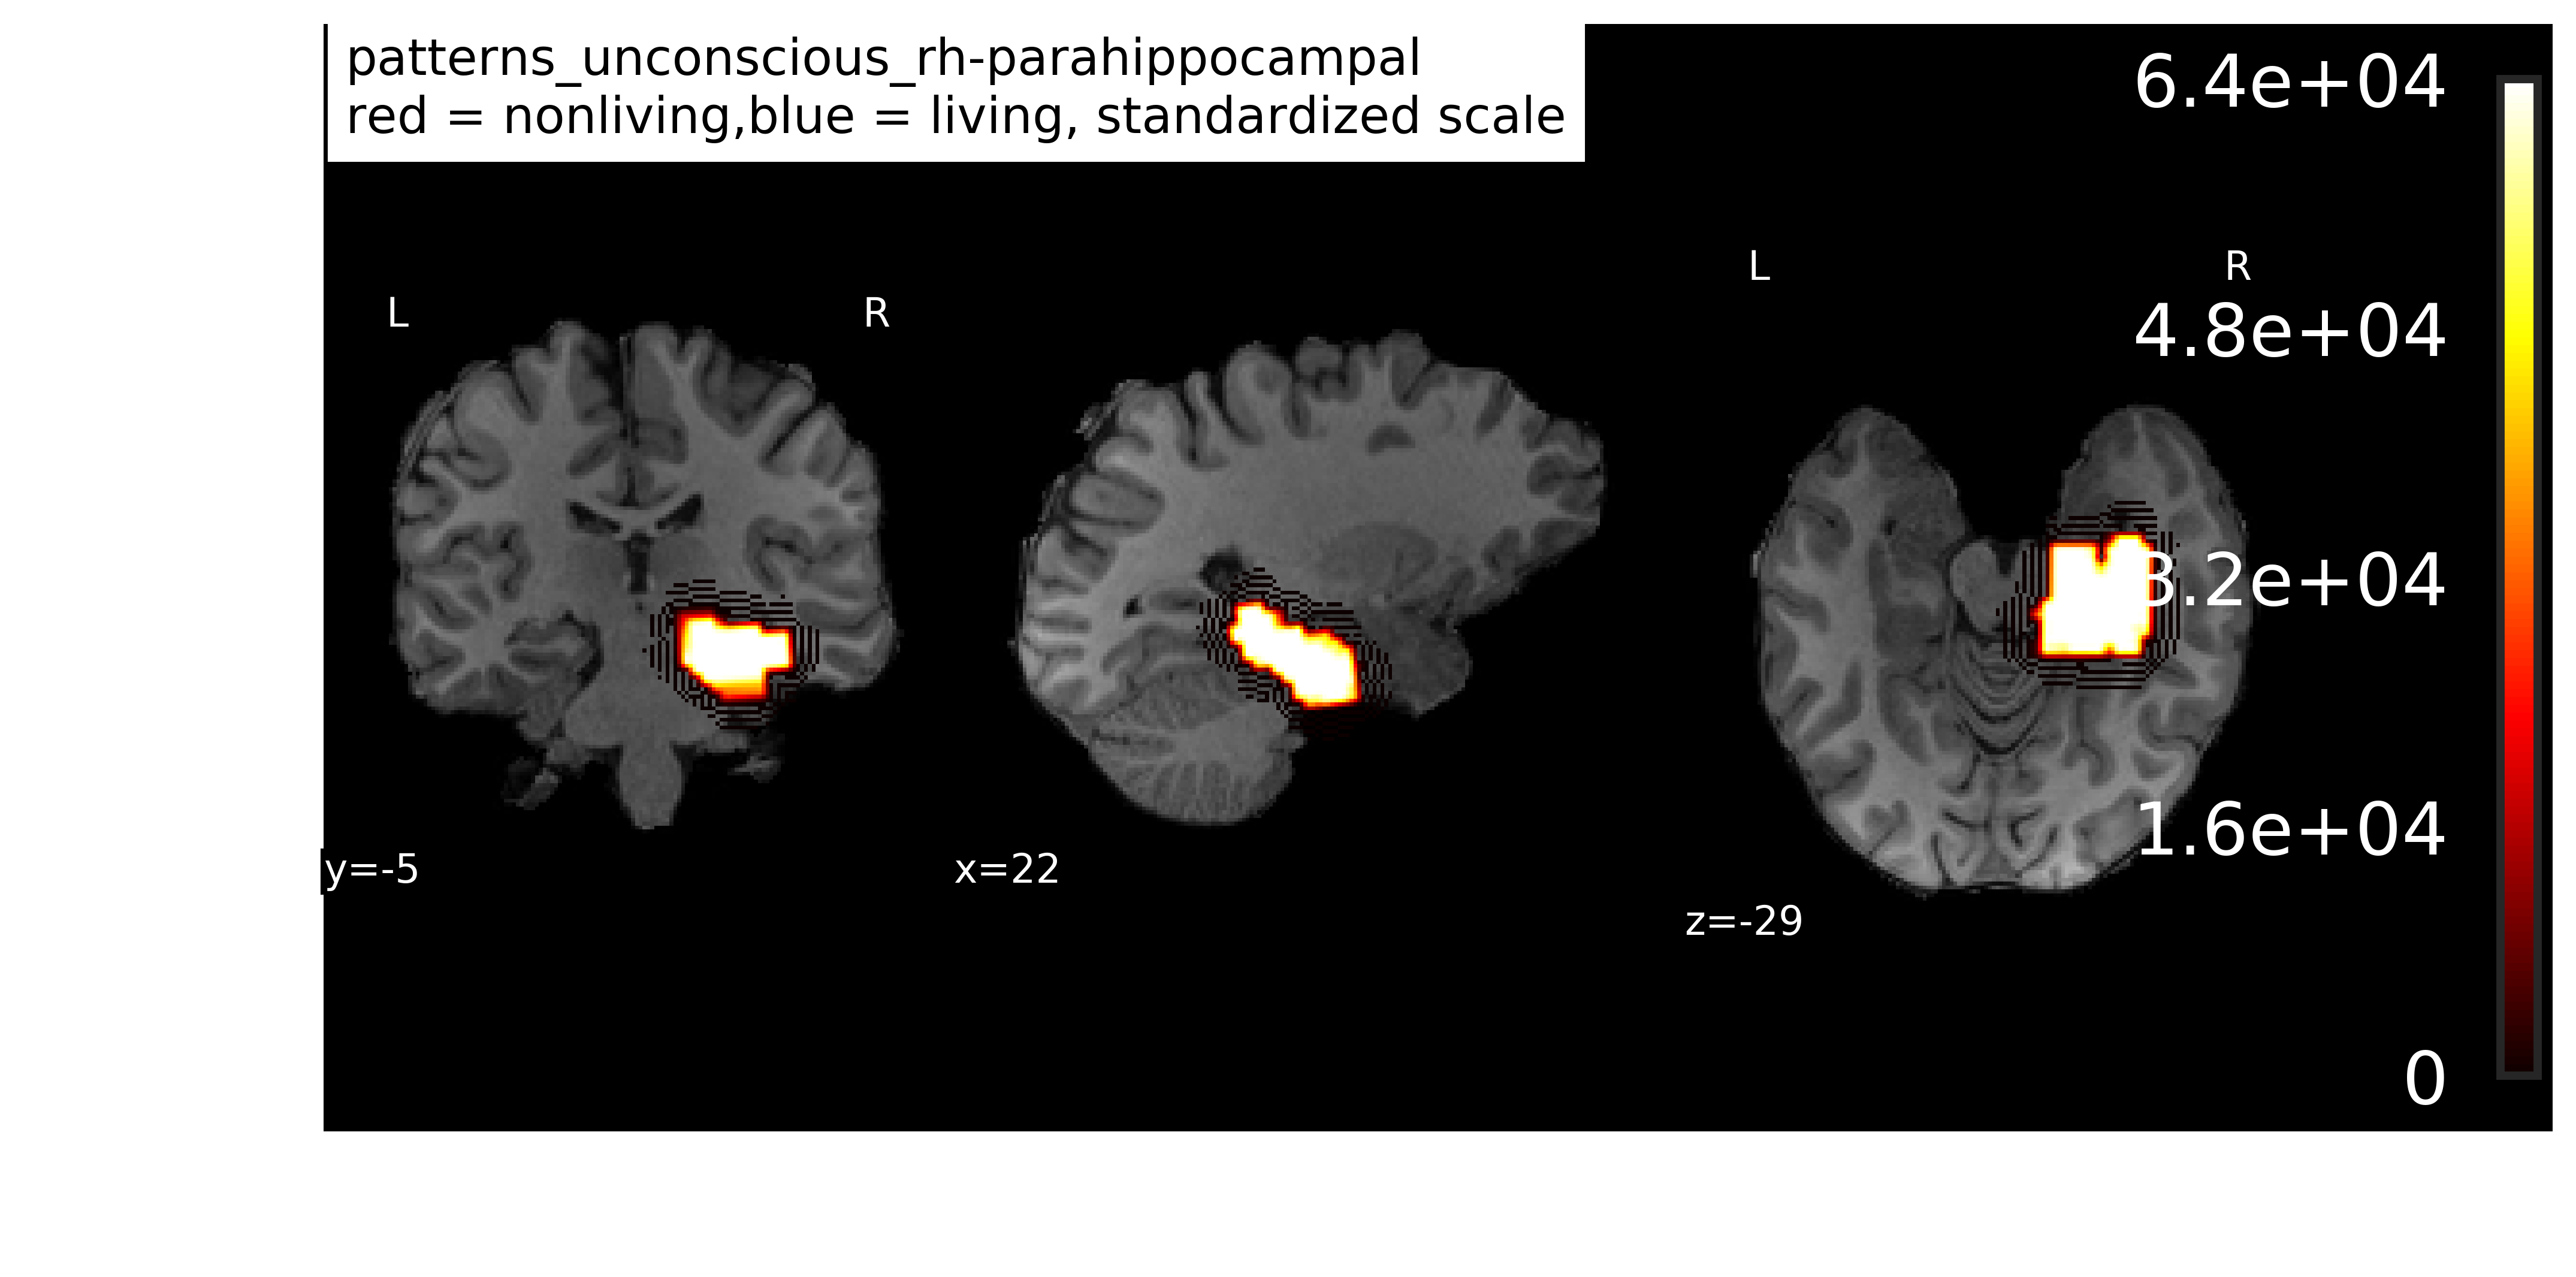 patterns_unconscious_rh-parahippocampal
red = nonliving,blue = living, standardized scale
6.4e+04
L R
L R
4.8e+04
3.2e+04
1.6e+04
y=-5
x=22
z=-29
0